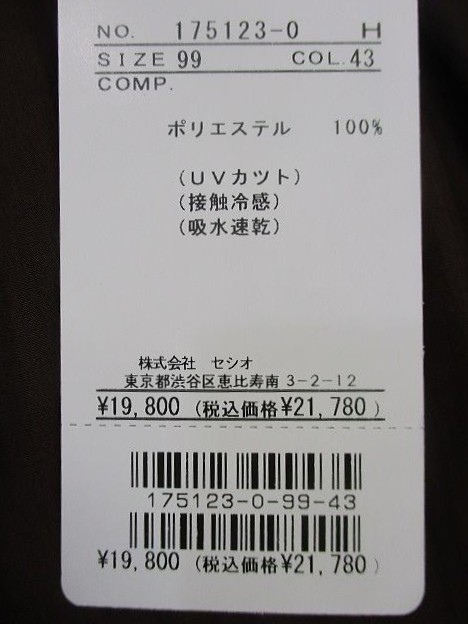 NO. 175123-0 H
SIZE 99 COL. 43
COMP.
ポリエステル 100%
(UVカツト)
(接触冷感)
(吸水速乾)
株式会社 セシオ
東京都渋谷区恵比寿南 3-2-12
¥19,800 (税込価格¥21,780)
175123-0-99-43
¥19,800 (税込価格¥21,780)